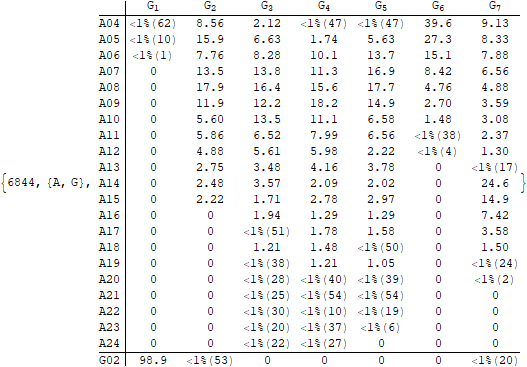 G1 G2 G3 G4 G5 G6 G7
A04 <1%(62) 8.56 2.12 <1%(47) <1%(47) 39.6 9.13
A05 <1%(10) 15.9 6.63 1.74 5.63 27.3 8.33
A06 <1%(1) 7.76 8.28 10.1 13.7 15.1 7.88
A07 0 13.5 13.8 11.3 16.9 8.42 6.56
A08 0 17.9 16.4 15.6 17.7 4.76 4.88
A09 0 11.9 12.2 18.2 14.9 2.70 3.59
A10 0 5.60 13.5 11.1 6.58 1.48 3.08
A11 0 5.86 6.52 7.99 6.56 <1%(38) 2.37
A12 0 4.88 5.61 5.98 2.22 <1%(4) 1.30
A13 0 2.75 3.48 4.16 3.78 0 <1%(17)
{6844, {A, G}, A14 0 2.48 3.57 2.09 2.02 0 24.6 }
A15 0 2.22 1.71 2.78 2.97 0 14.9
A16 0 0 1.94 1.29 1.29 0 7.42
A17 0 0 <1%(51) 1.78 1.58 0 3.58
A18 0 0 1.21 1.48 <1%(50) 0 1.50
A19 0 0 <1%(38) 1.21 1.05 0 <1%(24)
A20 0 0 <1%(28) <1%(40) <1%(39) 0 <1%(2)
A21 0 0 <1%(25) <1%(54) <1%(54) 0 0
A22 0 0 <1%(30) <1%(10) <1%(19) 0 0
A23 0 0 <1%(20) <1%(37) <1%(6) 0 0
A24 0 0 <1%(22) <1%(27) 0 0 0
G02 98.9 <1%(53) 0 0 0 0 <1%(20)